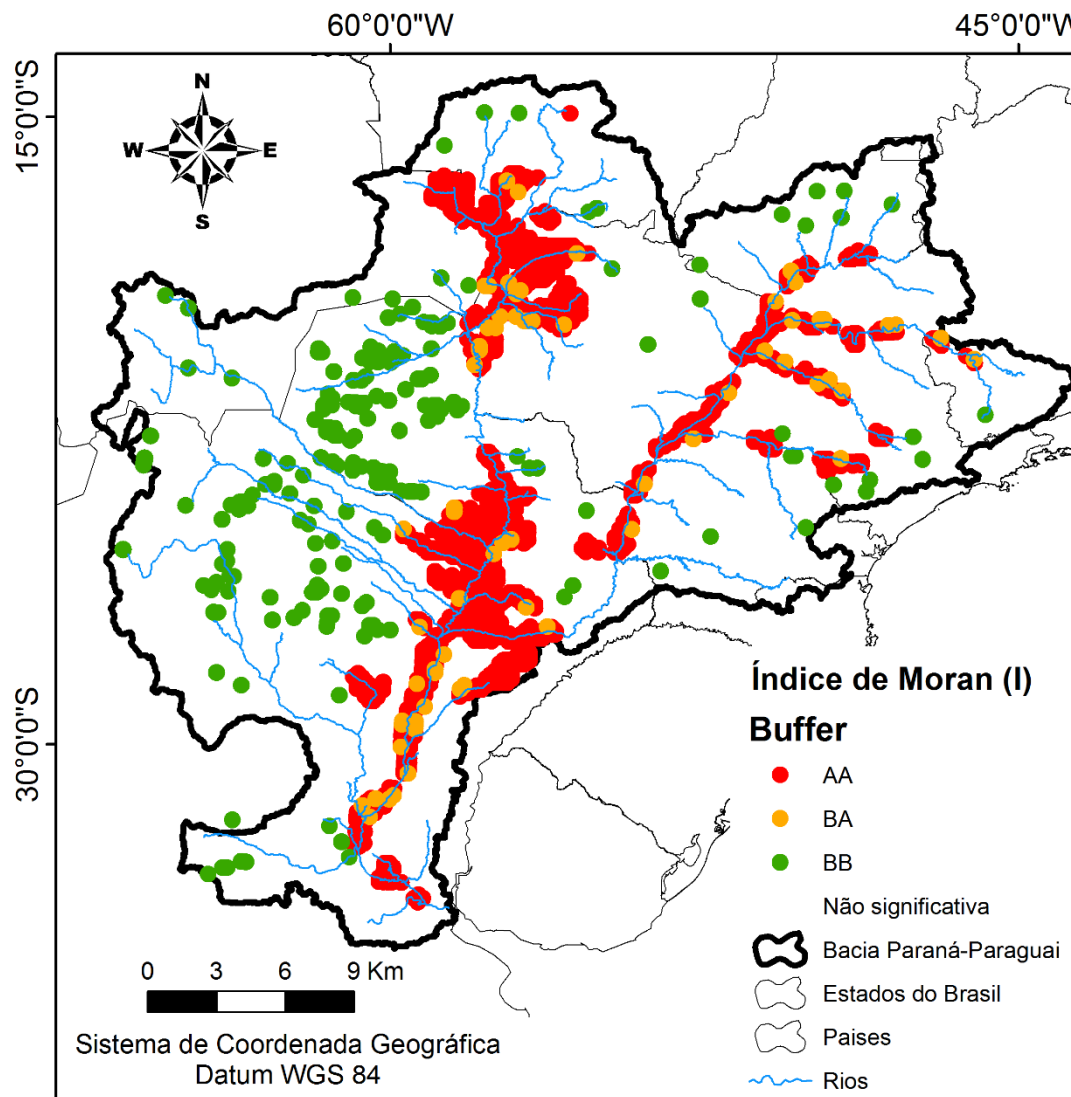 60°0'0"W 45°0'0"W
15°0'0"S
N
W E
S
30°0'0"S
Índice de Moran (I)
Buffer
AA
BA
BB
Não significativa
Bacia Paraná-Paraguai
Estados do Brasil
Paises
Rios
0 3 6 9 Km
Sistema de Coordenada Geográfica
Datum WGS 84